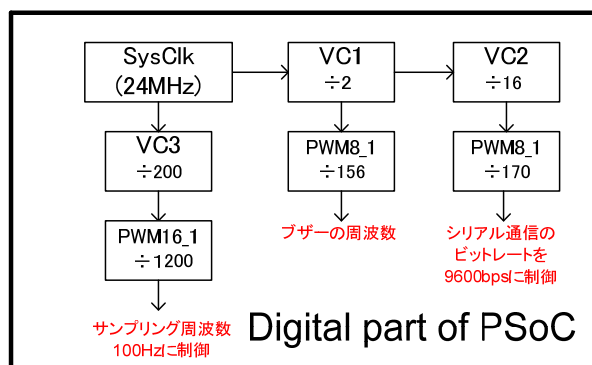 SysClk
(24MHz)
VC1
÷2
VC2
÷16
VC3
÷200
PWM8_1
÷156
PWM8_1
÷170
PWM16_1
÷1200
ブザーの周波数
シリアル通信の
ビットレートを
9600bpsに制御
サンプリング周波数
100Hzに制御
Digital part of PSoC